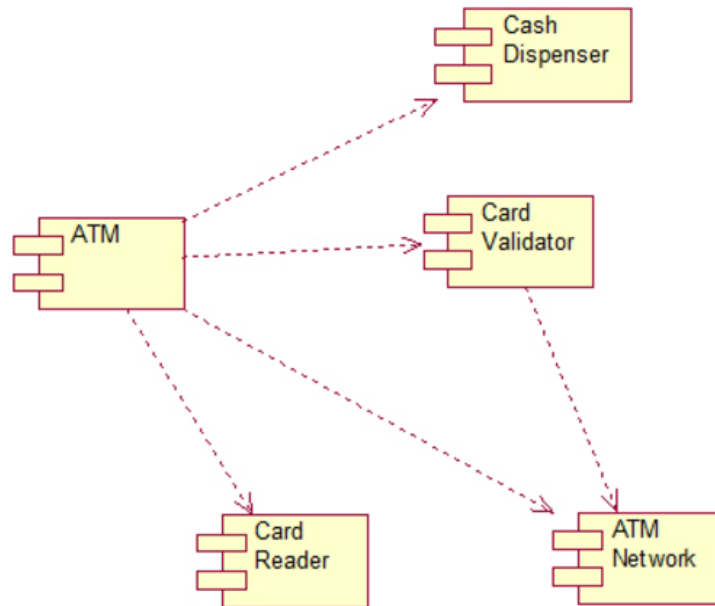 Cash
Dispenser
ATM
Card
Validator
Card
Reader
ATM
Network